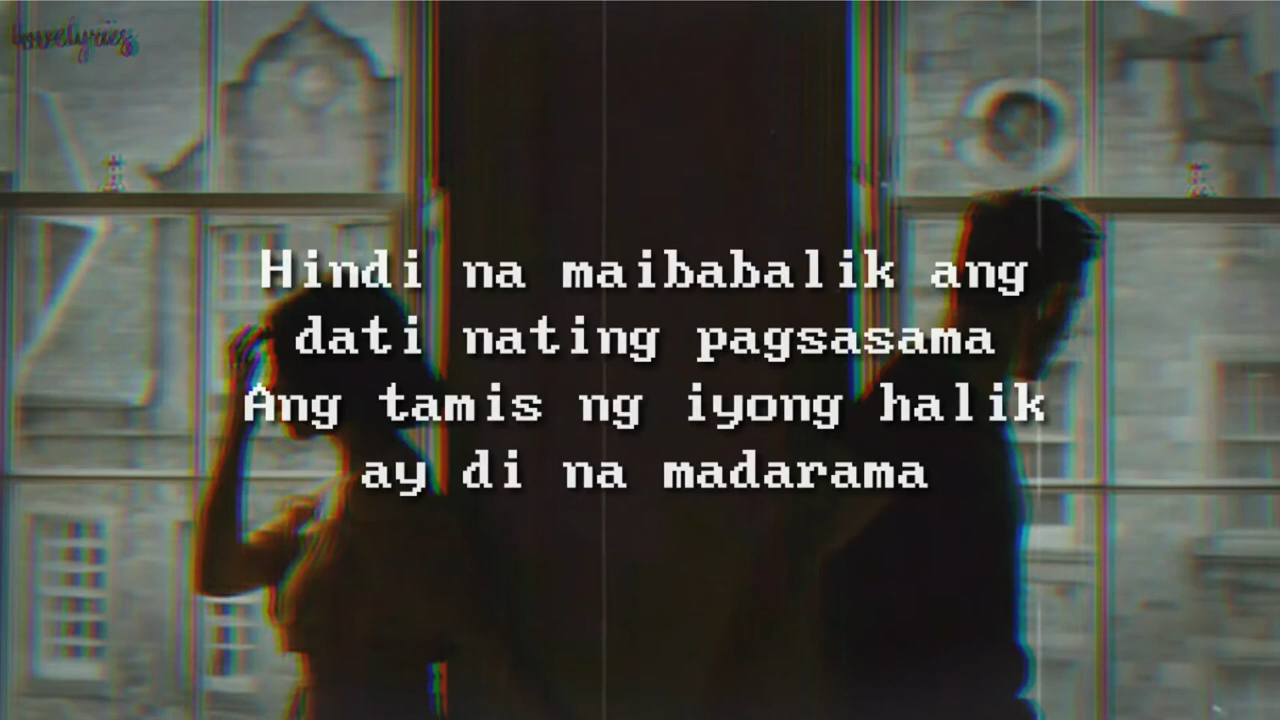 Hindi na maibabalik ang
dati nating pagsasama
Ang tamis ng iyong halik
ay di na madarama